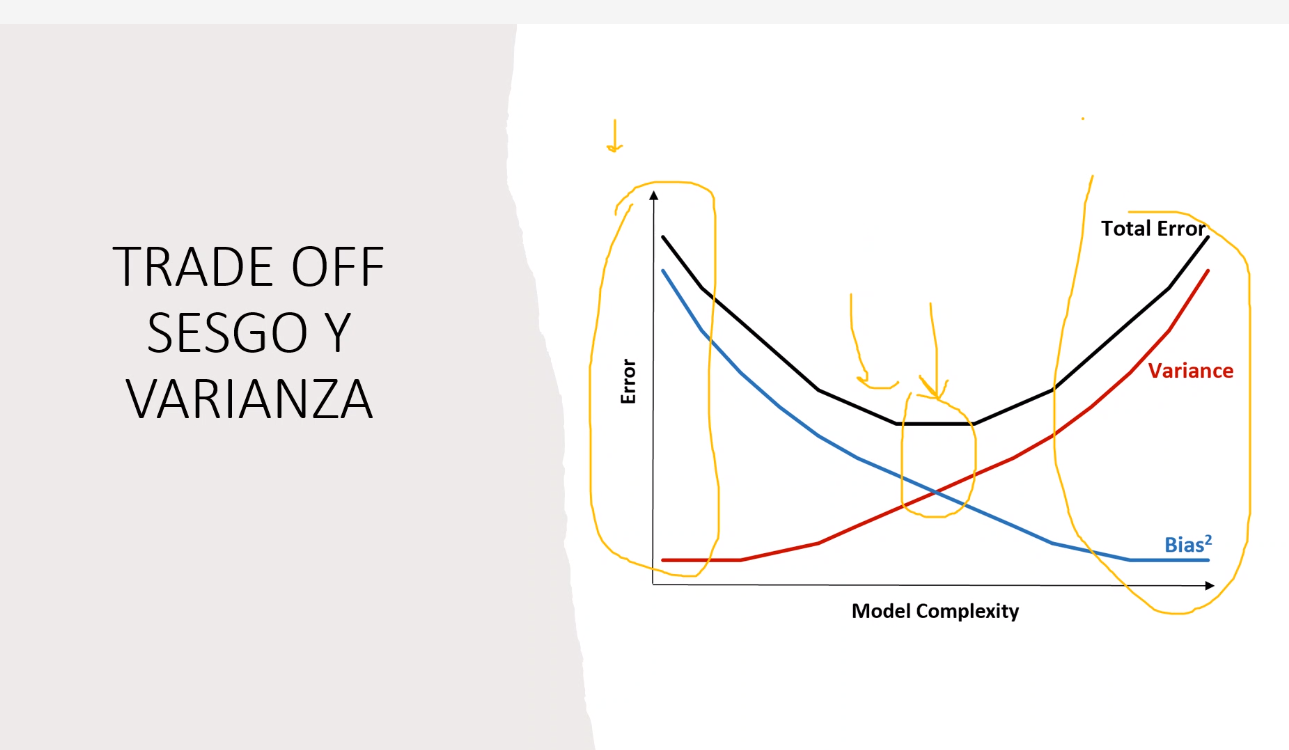 TRADE OFF
SESGO Y
VARIANZA
Total Error
Variance
Error
Bias²
Model Complexity